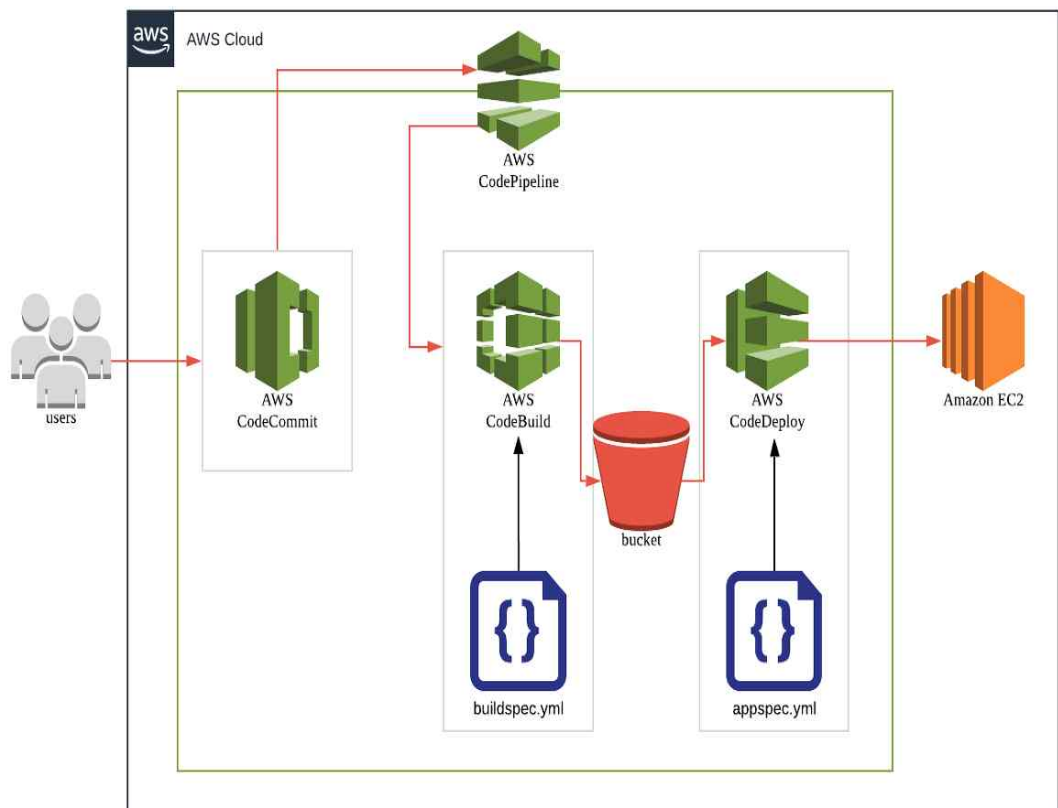 aws
AWS Cloud
AWS
CodePipeline
users
AWS
CodeCommit
AWS
CodeBuild
AWS
CodeDeploy
Amazon EC2
bucket
{}
buildspec.yml
{}
appspec.yml